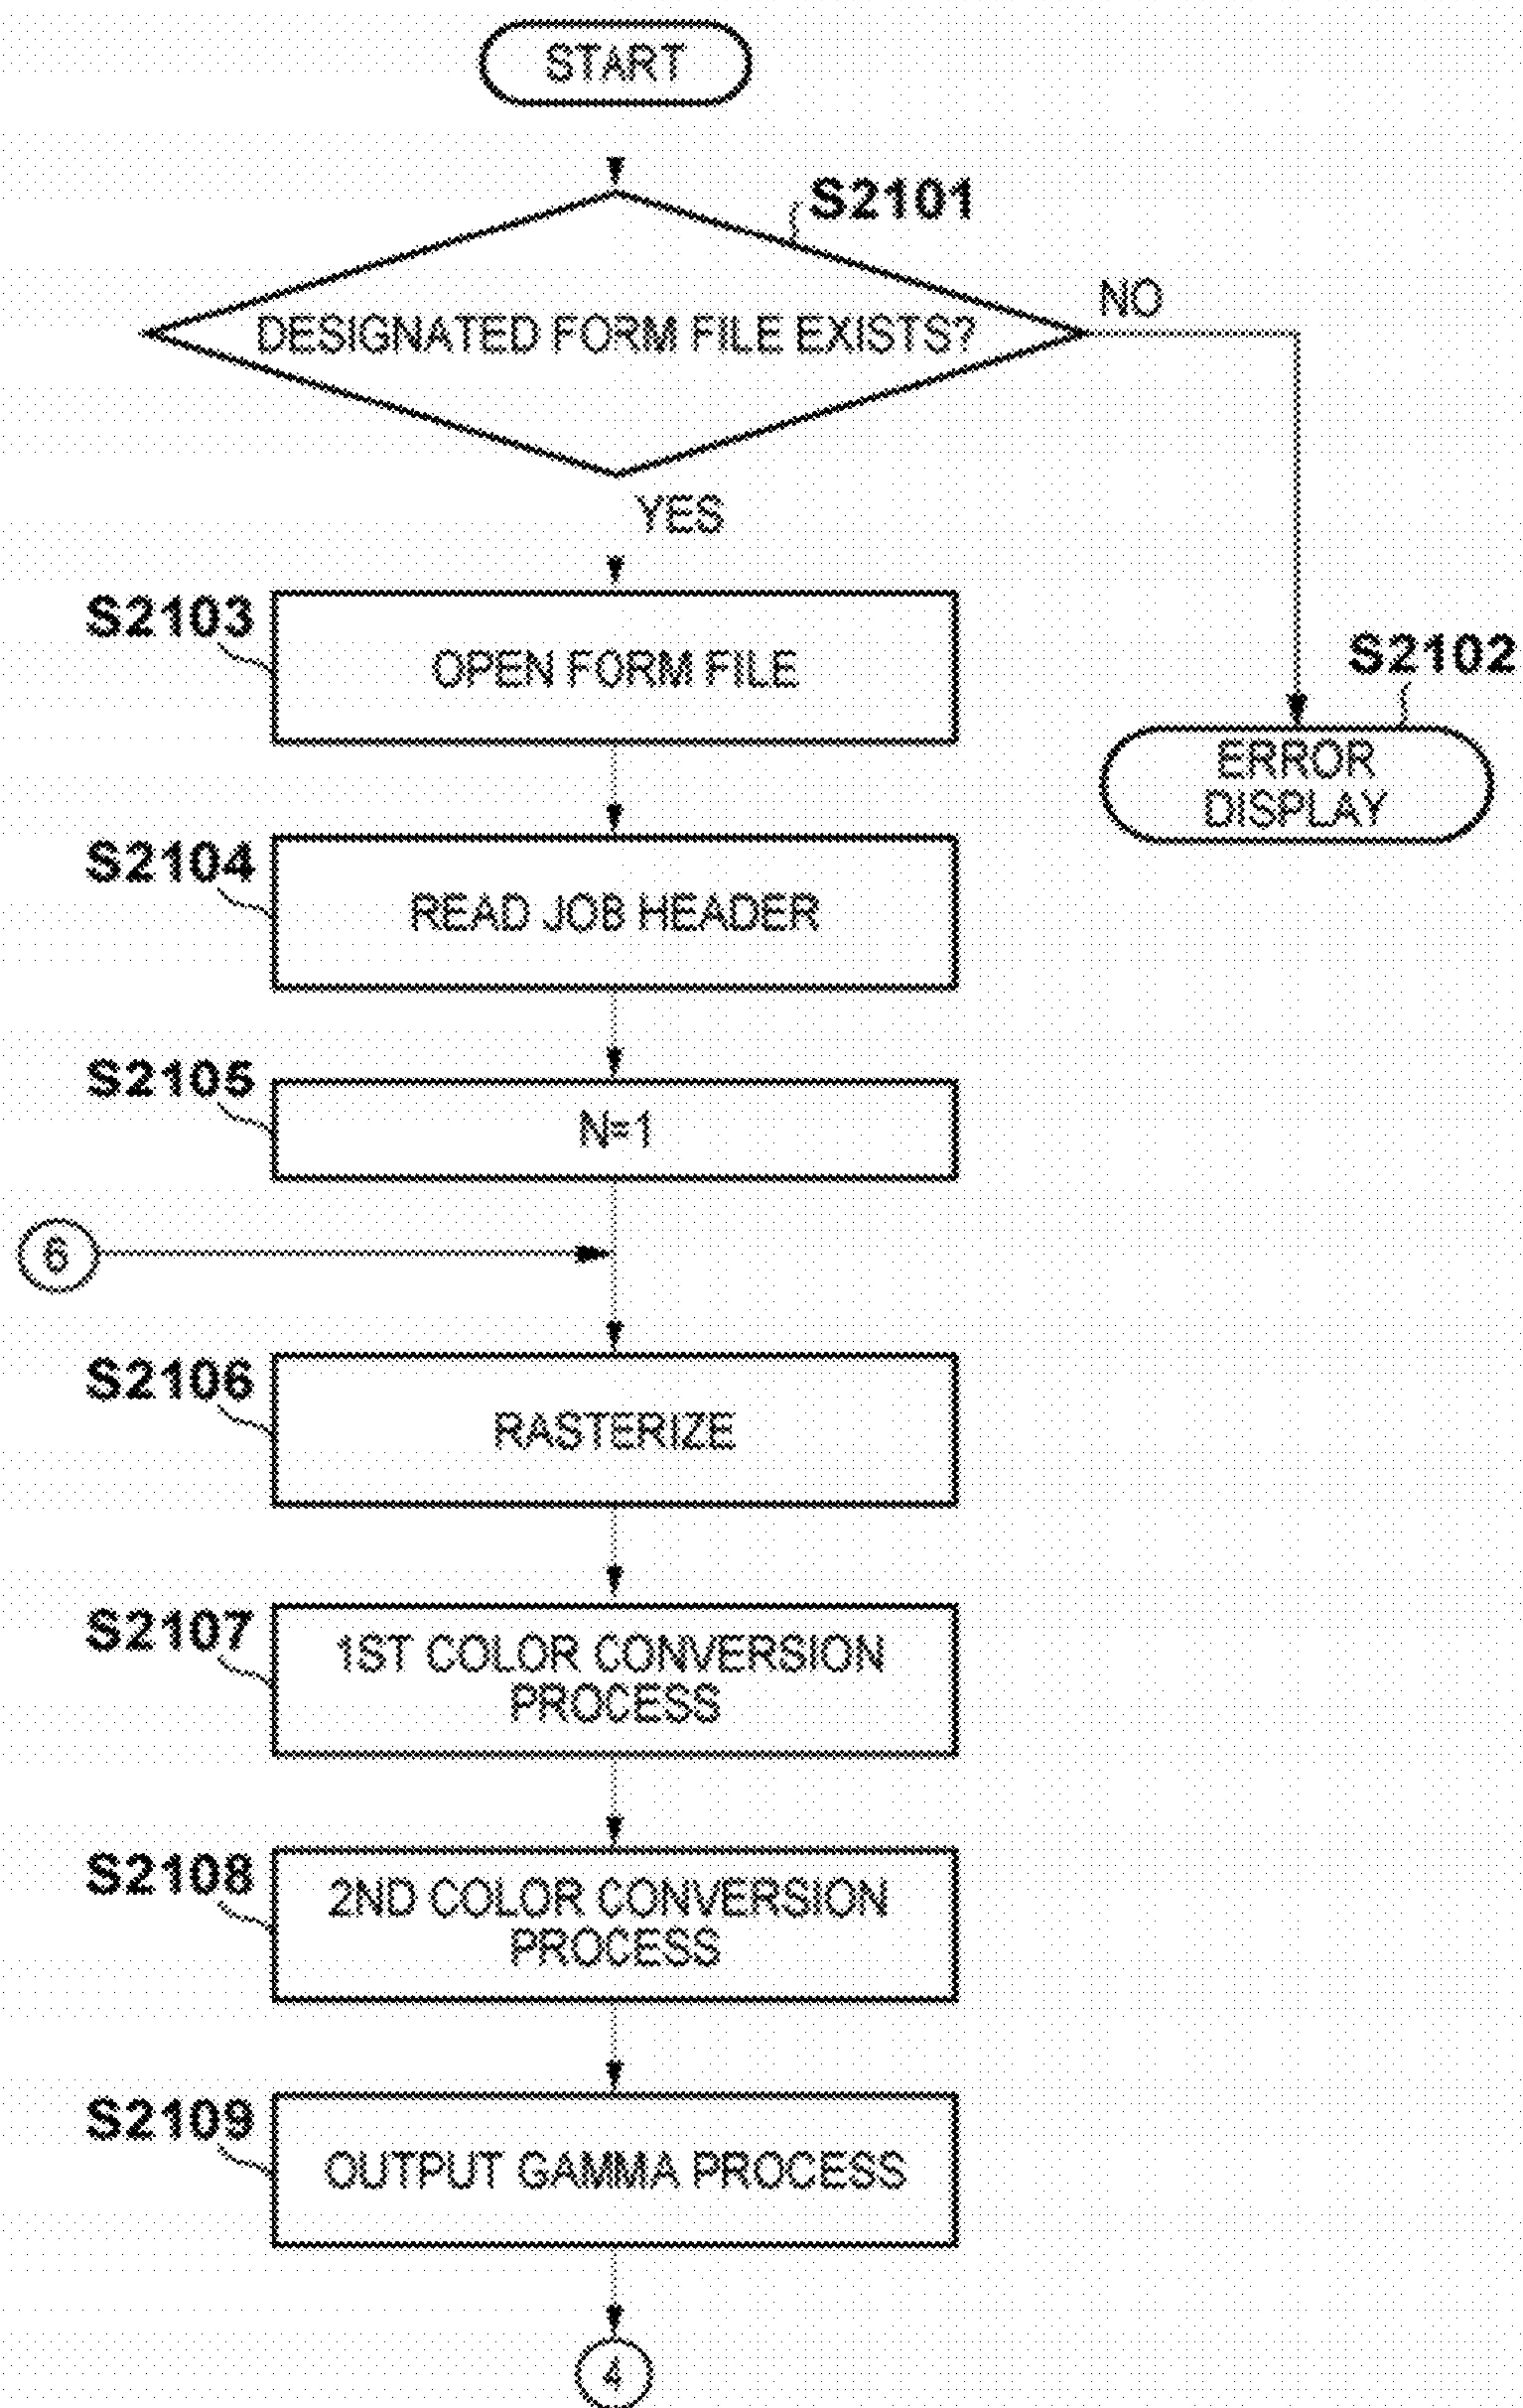 START
S2101
DESIGNATED FORM FILE EXISTS?
NO
YES
S2103
OPEN FORM FILE
S2102
ERROR
DISPLAY
S2104
READ JOB HEADER
S2105
N=1
6
S2106
RASTERIZE
S2107
1ST COLOR CONVERSION
PROCESS
S2108
2ND COLOR CONVERSION
PROCESS
S2109
OUTPUT GAMMA PROCESS
4